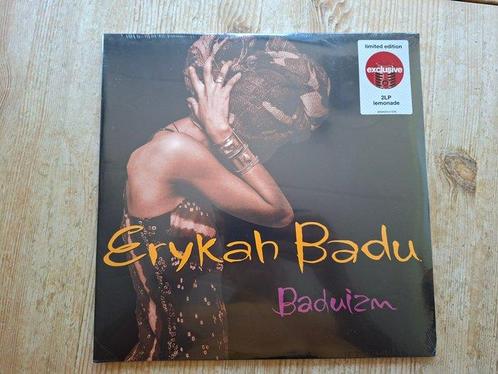 limited edition
exclusive
2LP
lemonade
Erykah Badu
Baduizm